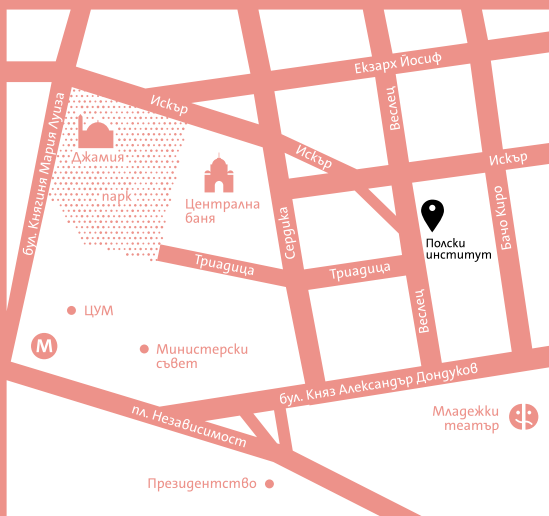 Екзарх Йосиф
Веслец
Искър
бул. Княгиня Мария Луиза
Джамия
Искър
Искър
парк
Централна
баня
Бачо Киро
Сердика
Полски
институт
Триадица
Триадица
Веслец
ЦУМ
М
Министерски
съвет
бул. Княз Александър Дондуков
пл. Независимост
Младежки
театър
Президентство